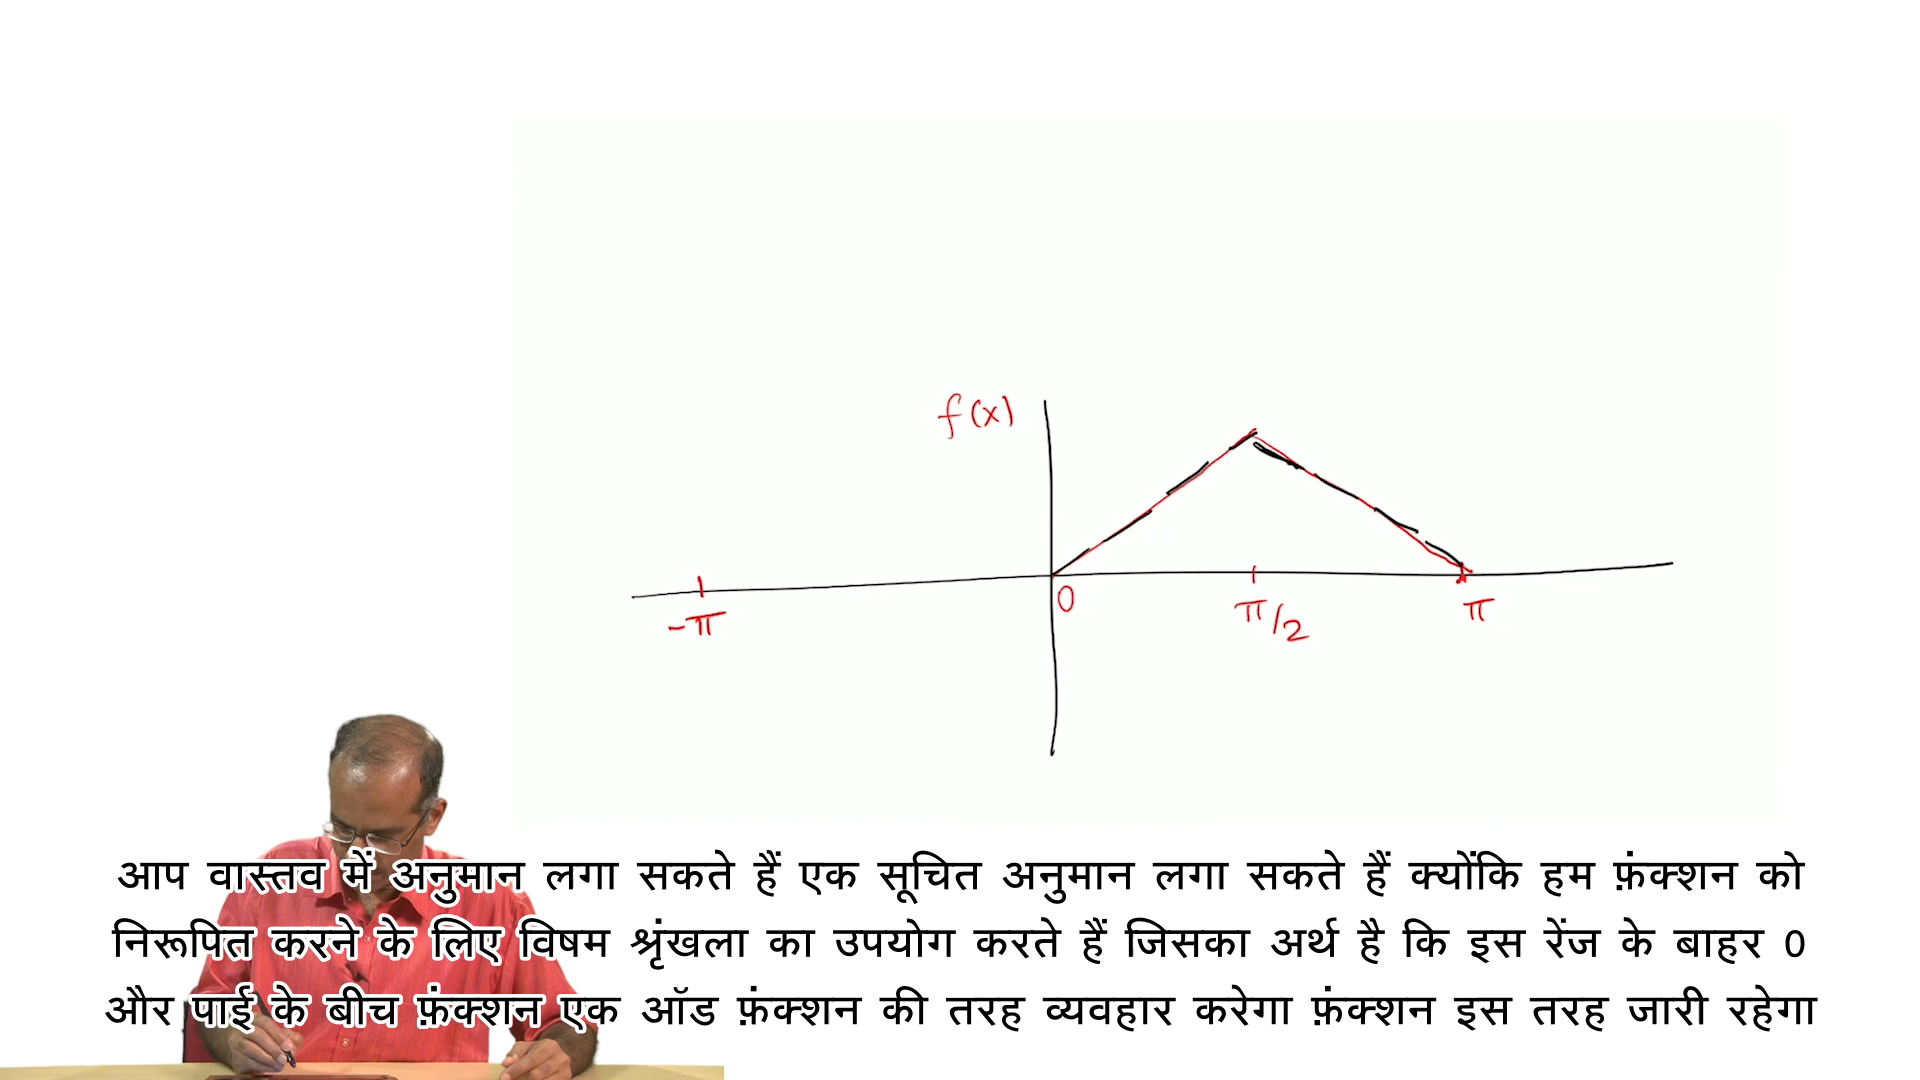 f(x)
-π 0 π/2 π
आप वास्तव में अनुमान लगा सकते हैं एक सूचित अनुमान लगा सकते हैं क्योंकि हम फ़ंक्शन को
निरूपित करने के लिए विषम श्रृंखला का उपयोग करते हैं जिसका अर्थ है कि इस रेंज के बाहर 0
और पाई के बीच फ़ंक्शन एक ऑड फ़ंक्शन की तरह व्यवहार करेगा फ़ंक्शन इस तरह जारी रहेगा